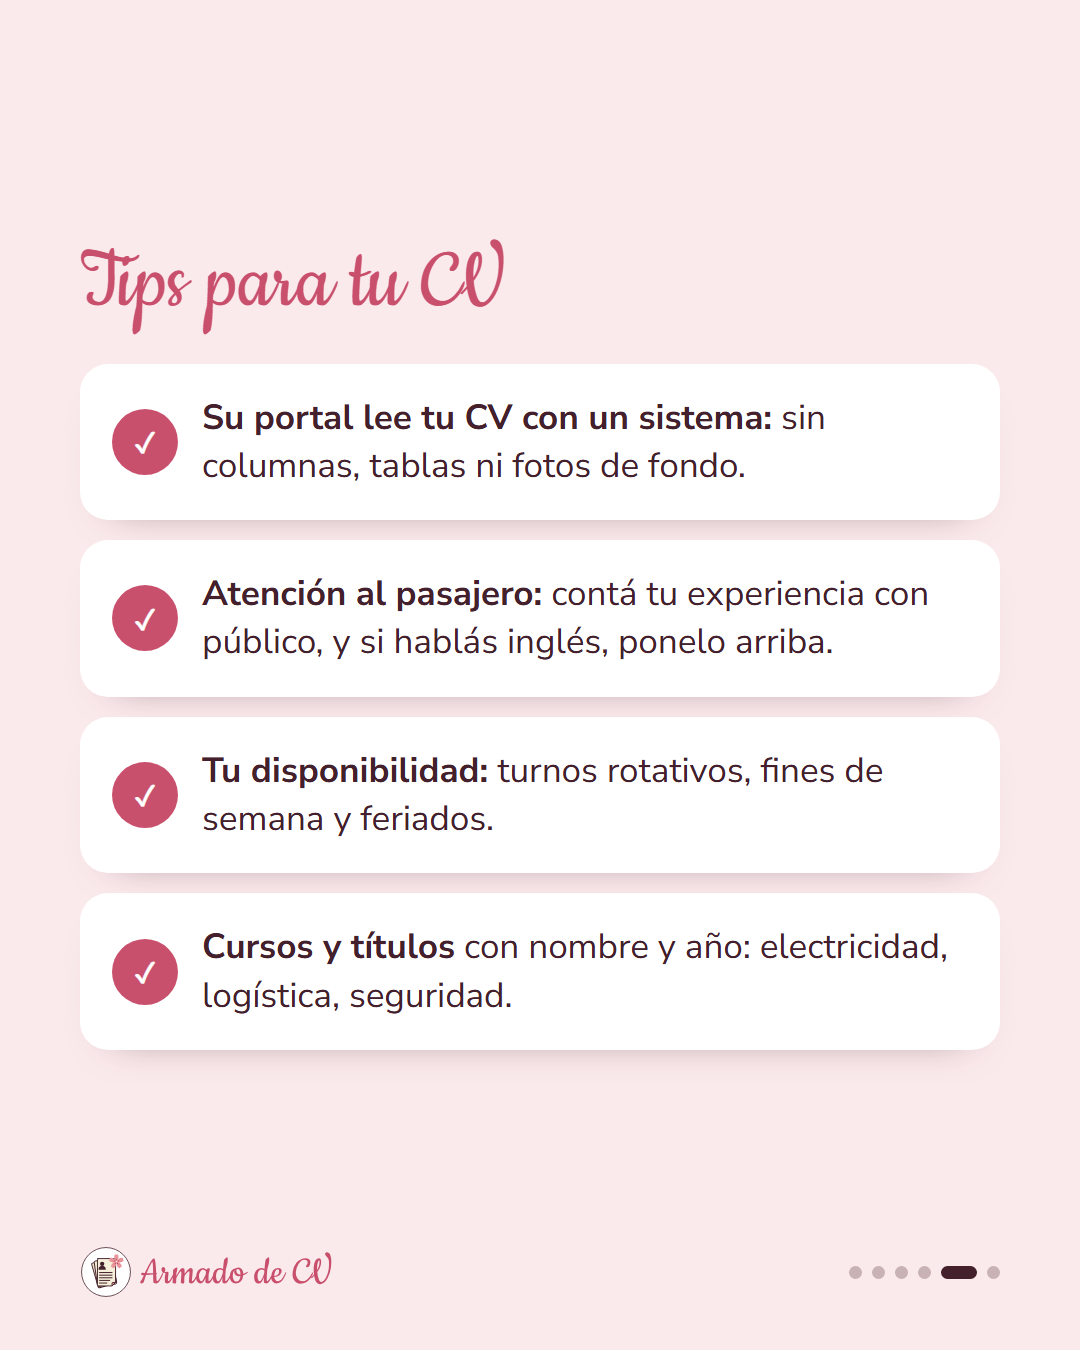 Tips para tu CV
Su portal lee tu CV con un sistema: sin
columnas, tablas ni fotos de fondo.
Atención al pasajero: contá tu experiencia con
público, y si hablás inglés, ponelo arriba.
Tu disponibilidad: turnos rotativos, fines de
semana y feriados.
Cursos y títulos con nombre y año: electricidad,
logística, seguridad.
Armado de CV